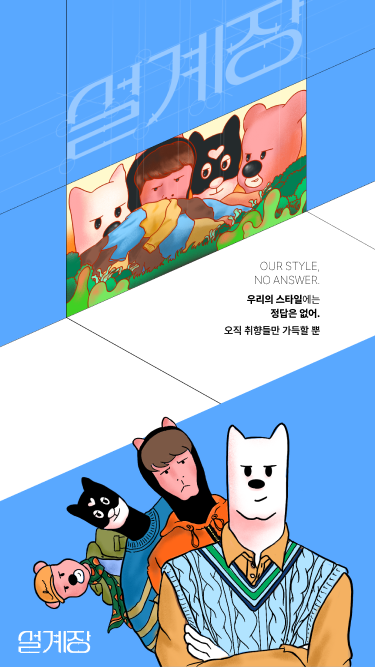 설계장
OUR STYLE,
NO ANSWER.
우리의 스타일에는
정답은 없어.
오직 취향들만 가득할 뿐
설계장